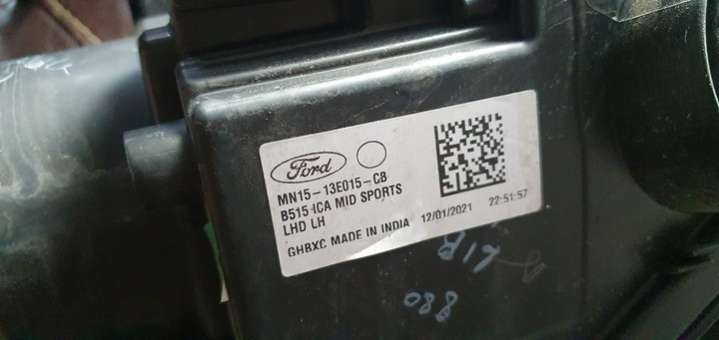 Ford
MN15-13E015-CB
B515 ICA MID SPORTS
LHD LH
GHBXC MADE IN INDIA 12/01/2021 22:51:57
088